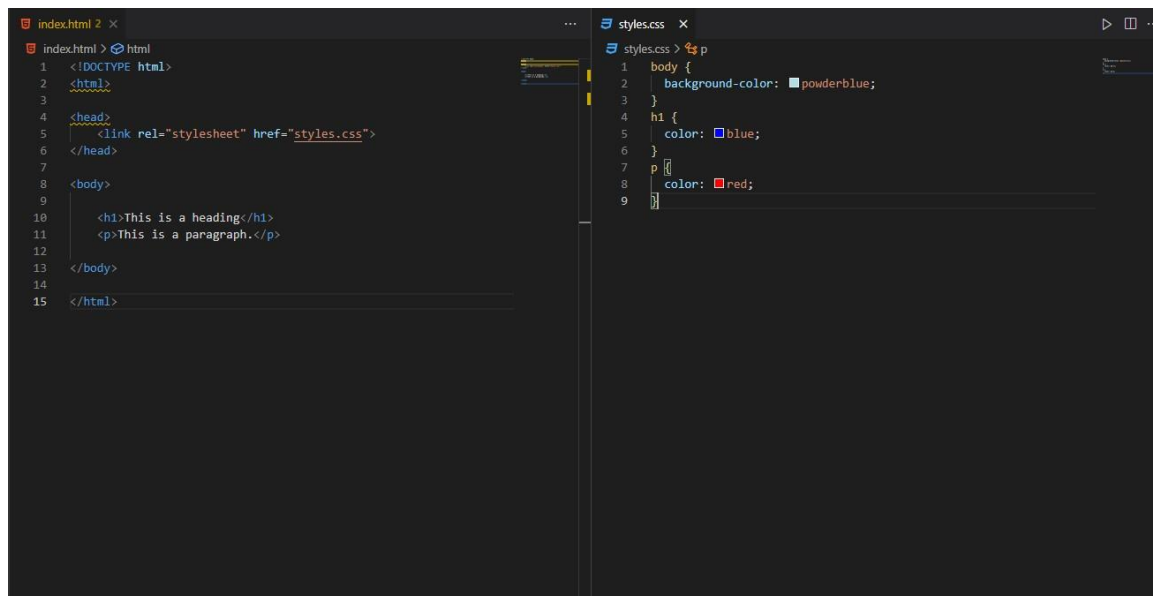 index.html 2
index.html > html
1 <!DOCTYPE html>
2 <html>
3
4 <head>
5     <link rel="stylesheet" href="styles.css">
6 </head>
7
8 <body>
9
10     <h1>This is a heading</h1>
11     <p>This is a paragraph.</p>
12
13 </body>
14
15 </html>
styles.css
styles.css > p
1 body {
2   background-color: powderblue;
3 }
4 h1 {
5   color: blue;
6 }
7 p {
8   color: red;
9 }